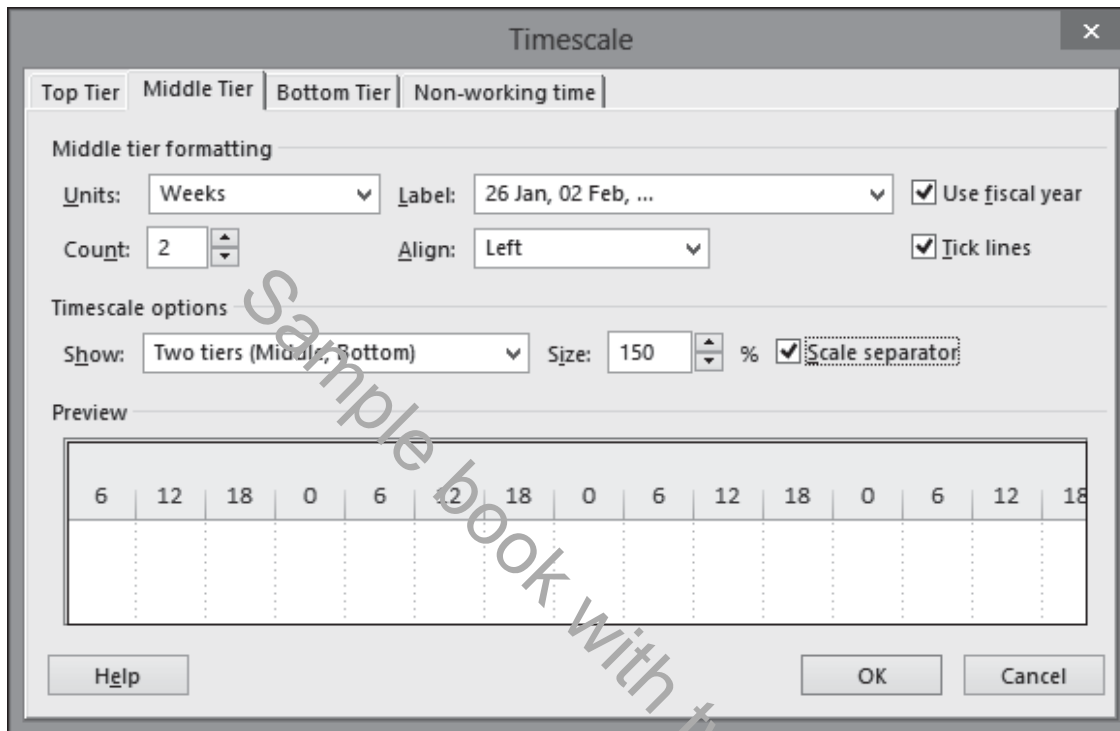 Timescale
Top Tier Middle Tier Bottom Tier Non-working time
Middle tier formatting
Units: Weeks Label: 26 Jan, 02 Feb, ... Use fiscal year
Count: 2 Align: Left Tick lines
Timescale options
Show: Two tiers (Middle, Bottom) Size: 150 % Scale separator
Preview
6 12 18 0 6 12 18 0 6 12 18 0 6 12 18
Help OK Cancel
Sample book with